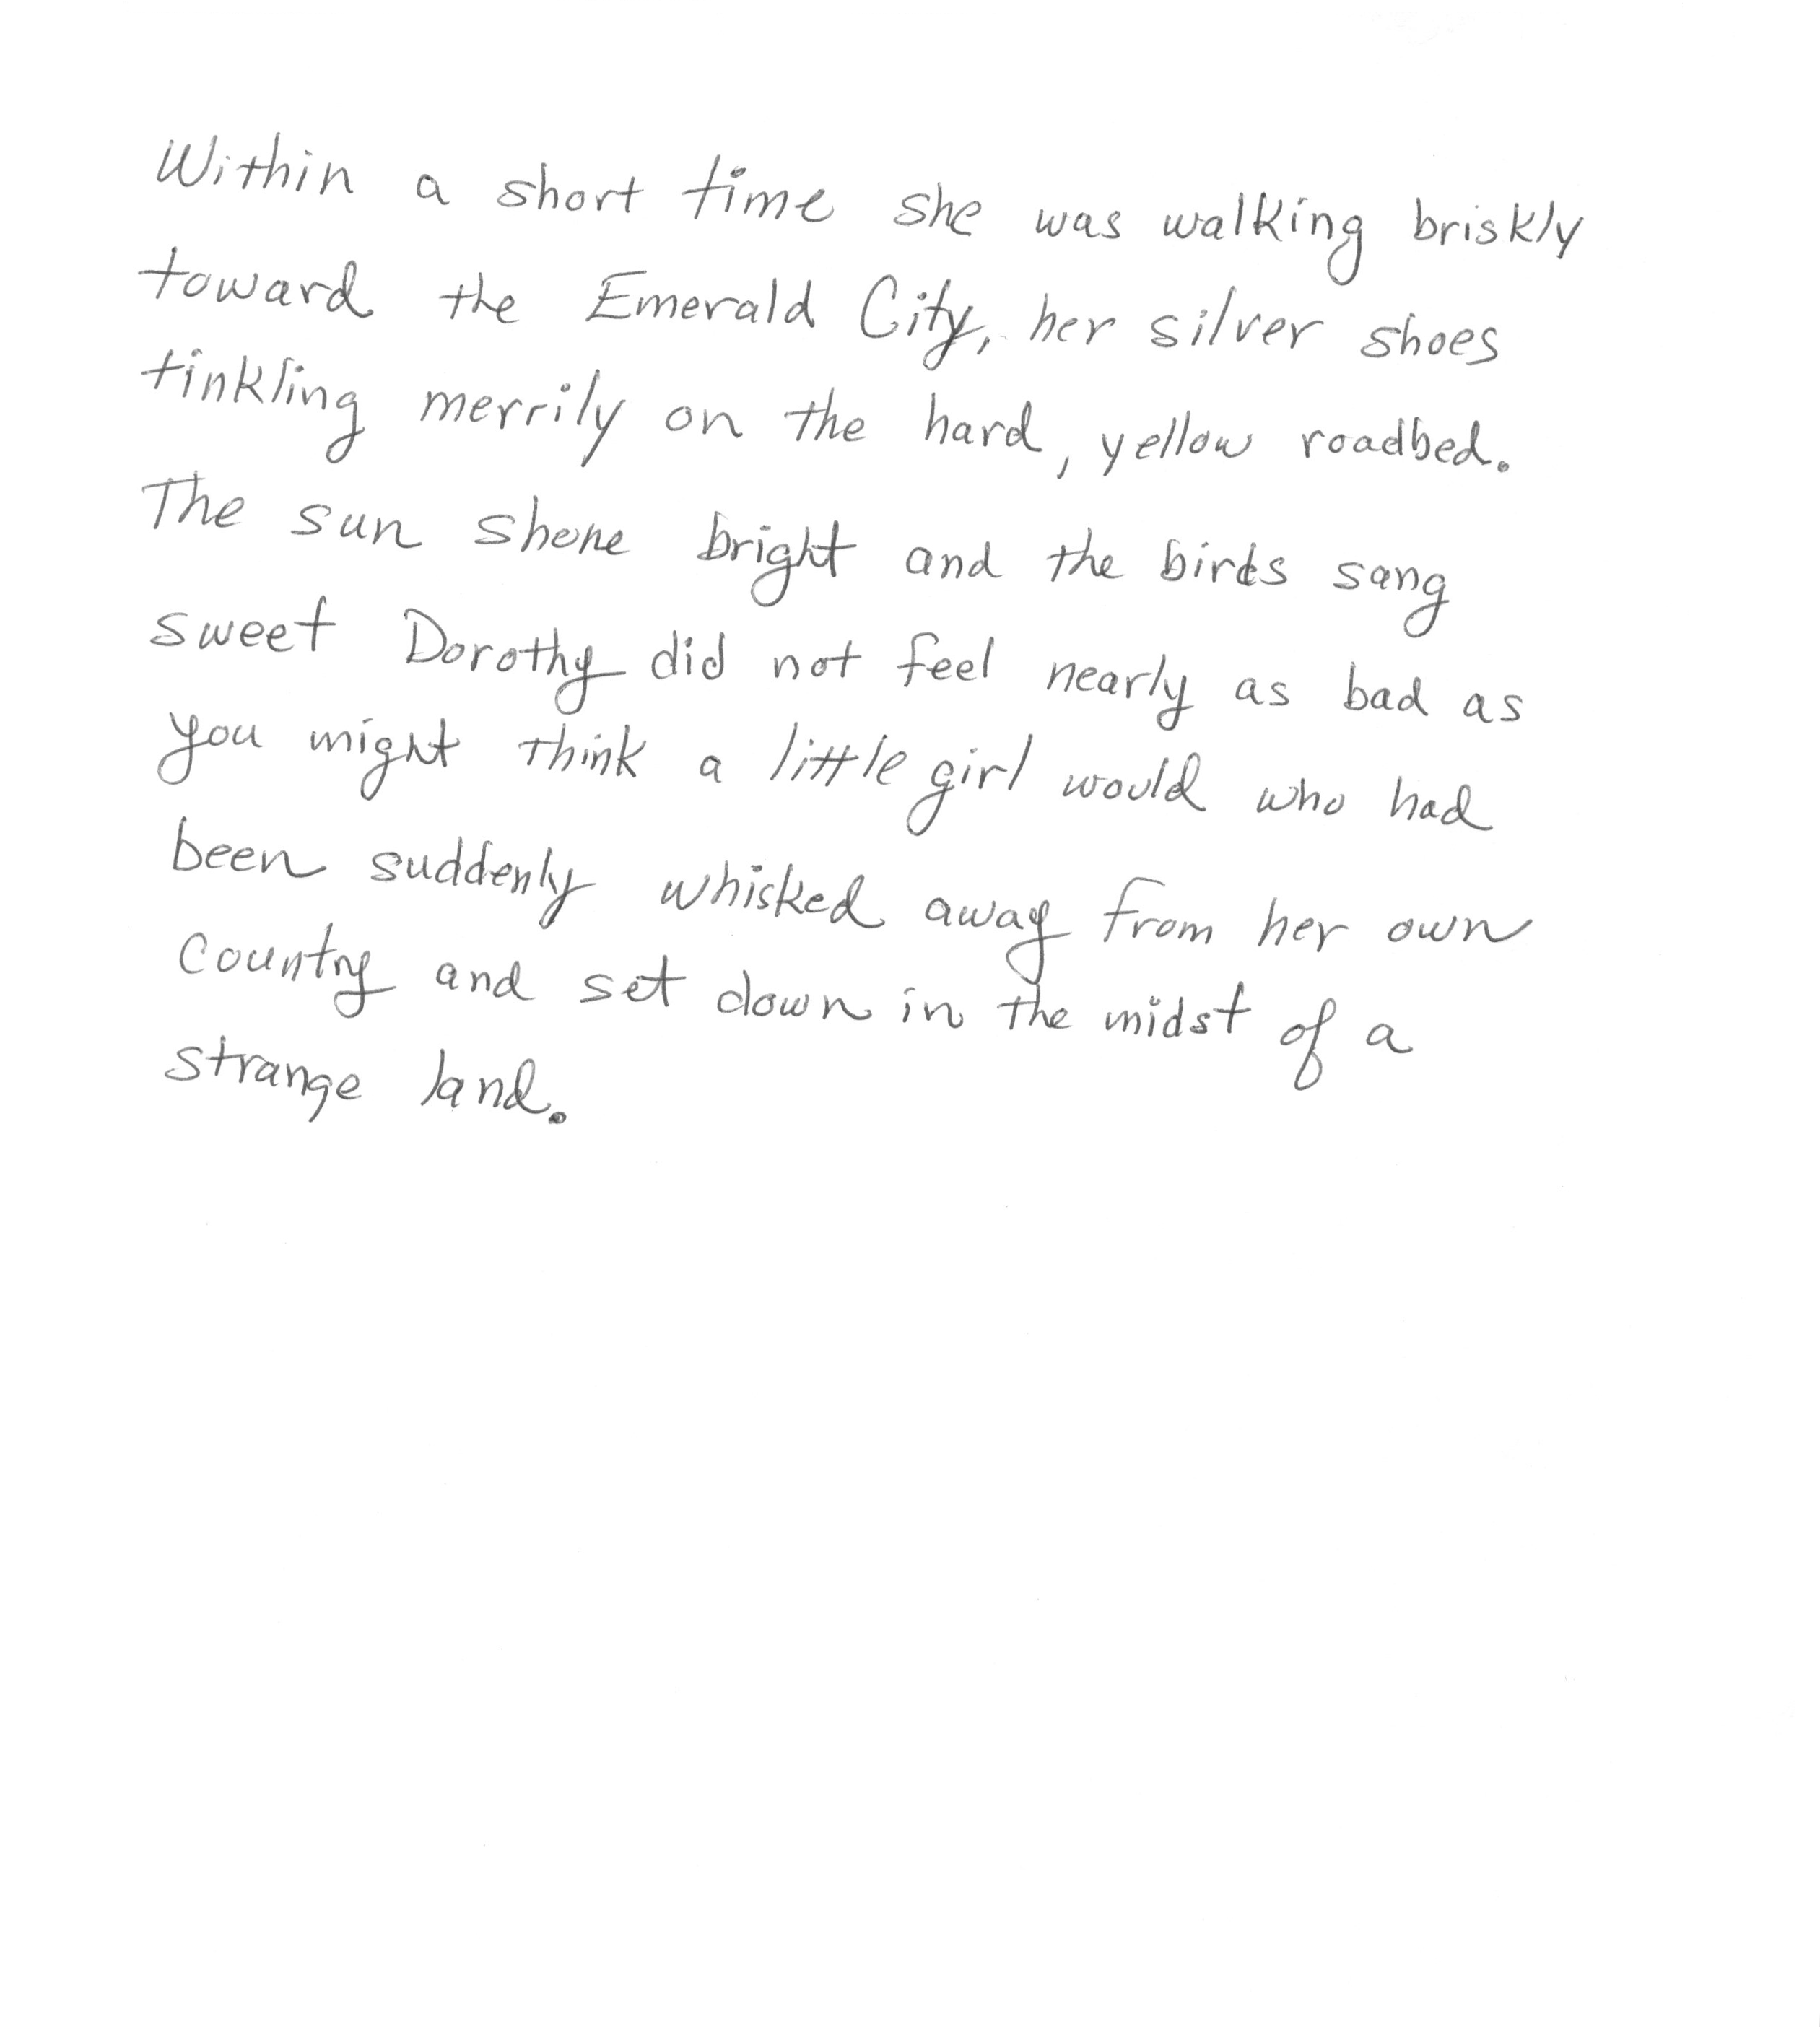 Within a short time she was walking briskly
toward the Emerald City, her silver shoes
tinkling merrily on the hard, yellow roadbed.
The sun shone bright and the birds sang
sweet Dorothy did not feel nearly as bad as
you might think a little girl would who had
been suddenly whisked away from her own
country and set down in the midst of a
strange land.